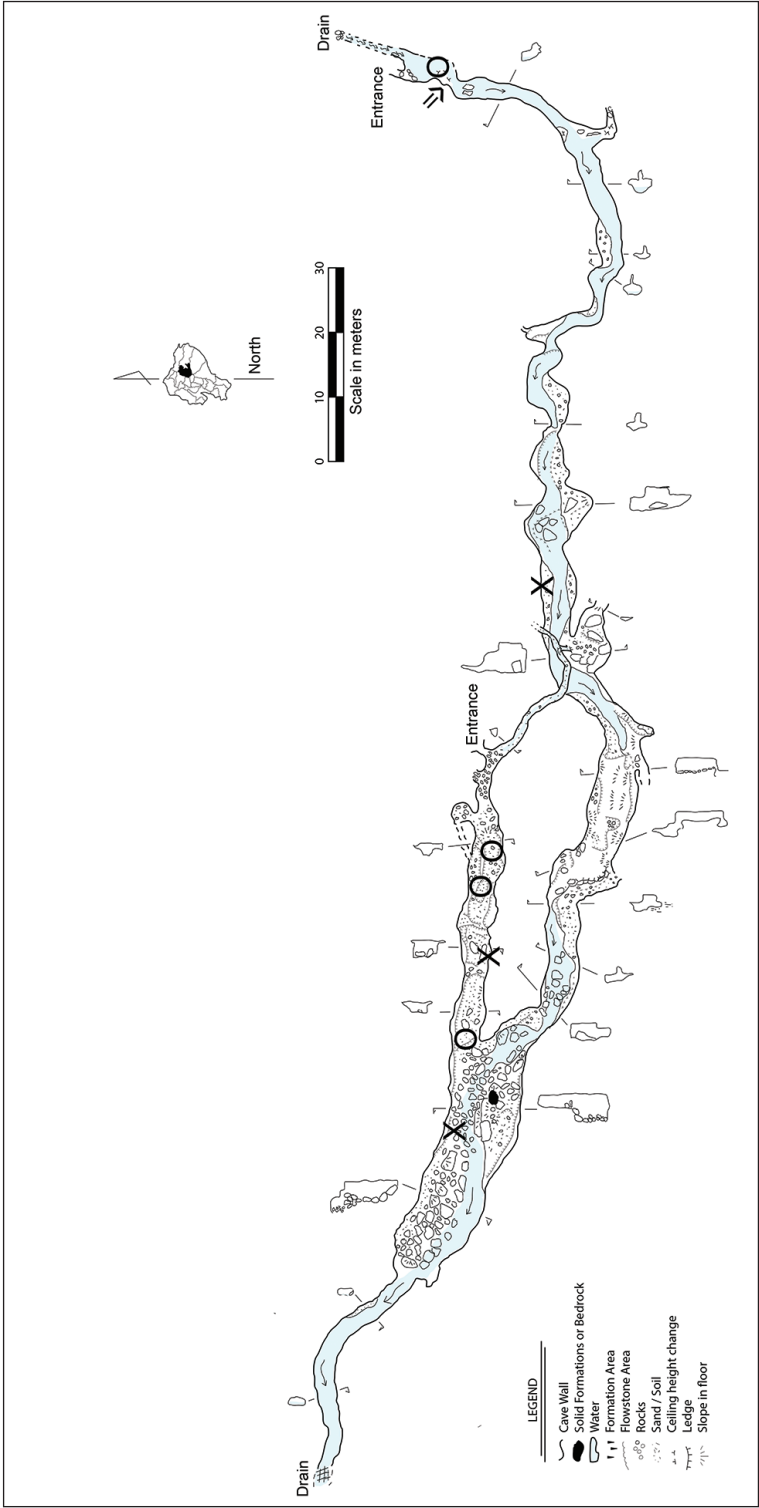 Drain
Entrance
North
0 10 20 30
Scale in meters
Entrance
Drain
LEGEND
Cave Wall
Solid Formations or Bedrock
Water
Formation Area
Flowstone Area
Rocks
Sand / Soil
Ceiling height change
Ledge
Slope in floor
O
X
O
O
X
O
X